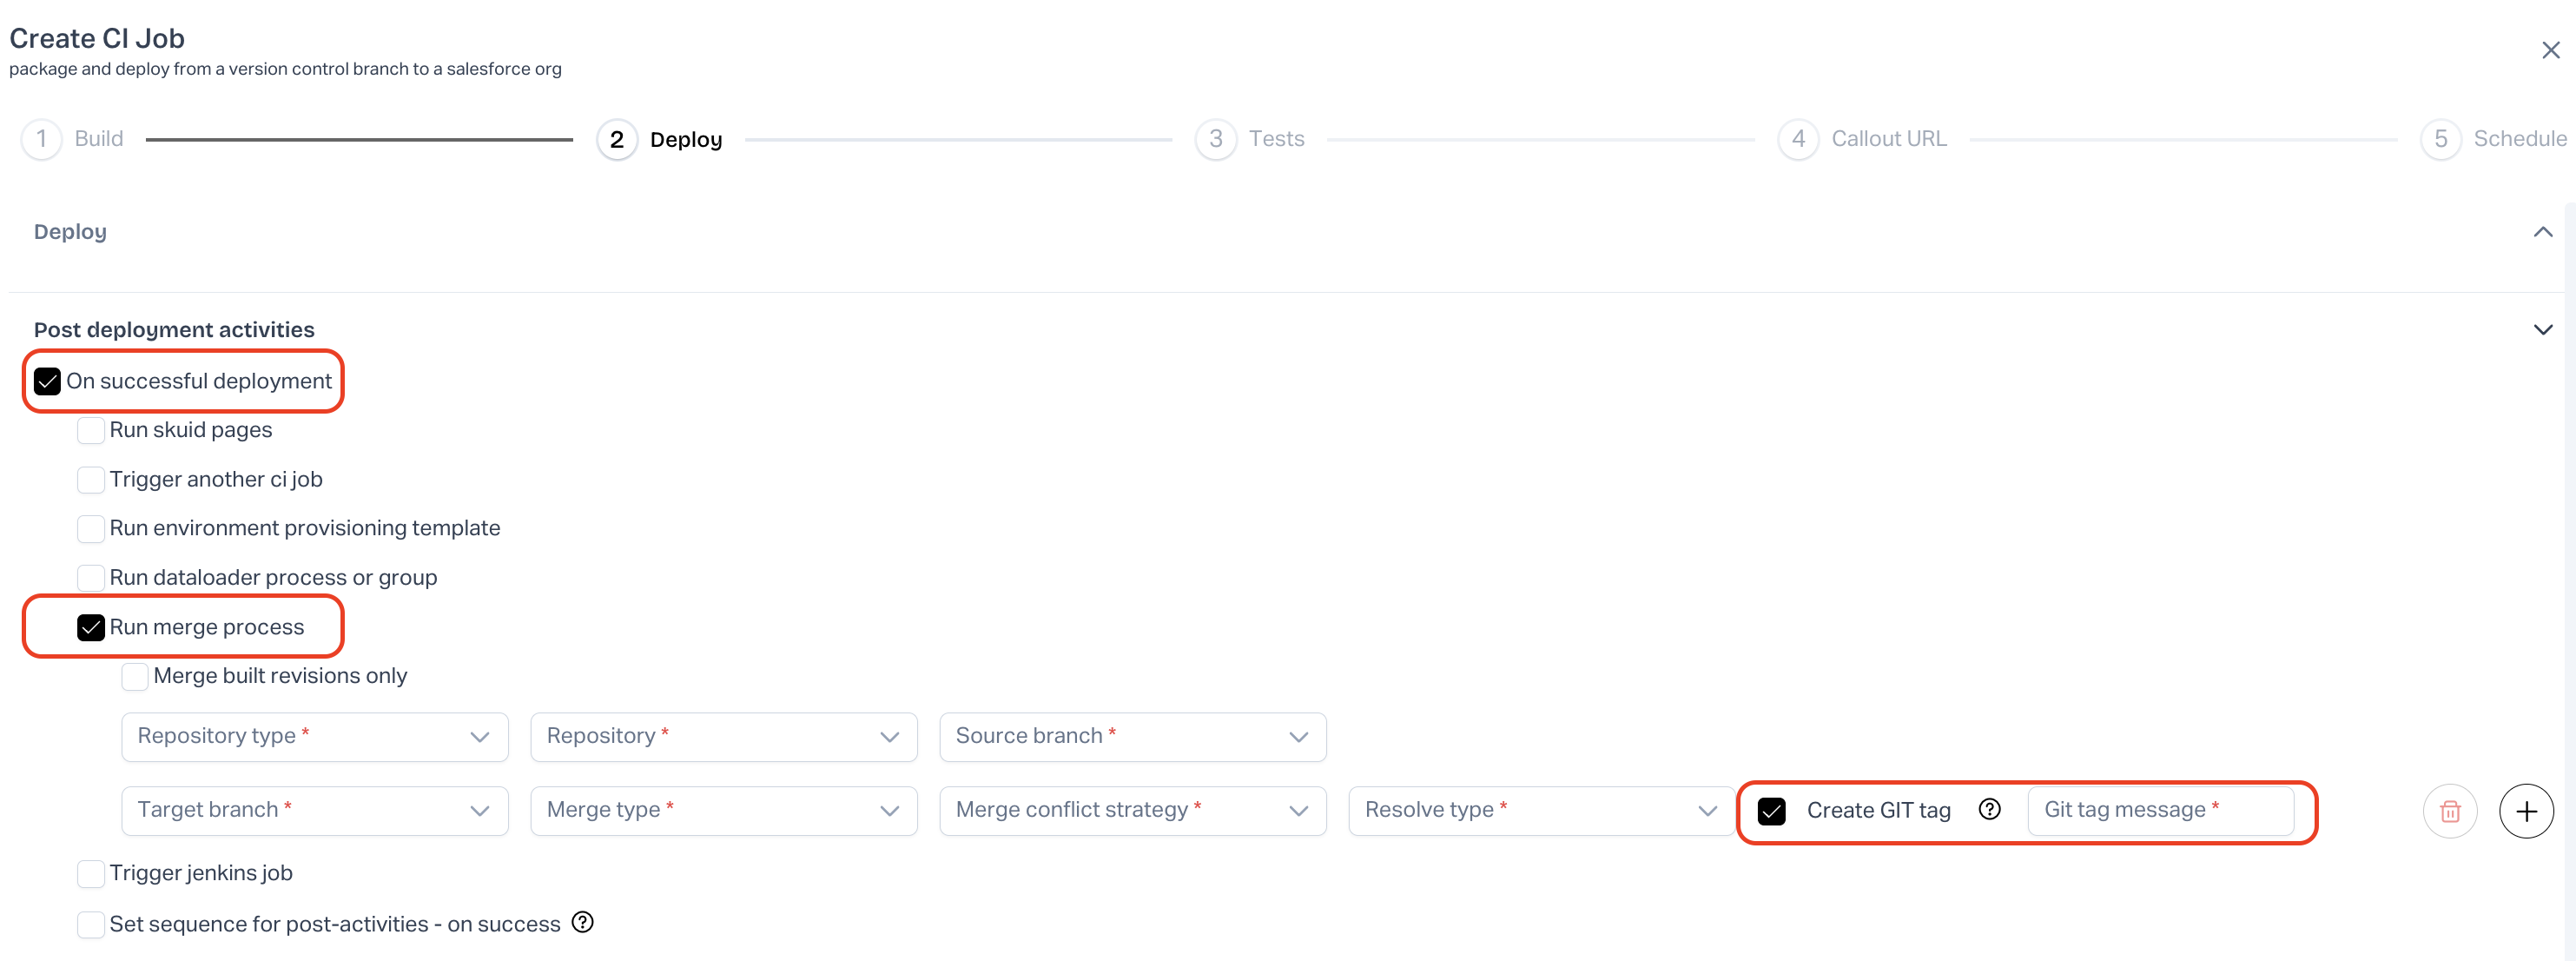 Create CI Job
package and deploy from a version control branch to a salesforce org
1 Build 2 Deploy 3 Tests 4 Callout URL 5 Schedule
Deploy
Post deployment activities
On successful deployment
Run skuid pages
Trigger another ci job
Run environment provisioning template
Run dataloader process or group
Run merge process
Merge built revisions only
Repository type * Repository * Source branch *
Target branch * Merge type * Merge conflict strategy * Resolve type * Create GIT tag ? Git tag message *
Trigger jenkins job
Set sequence for post-activities - on success ?